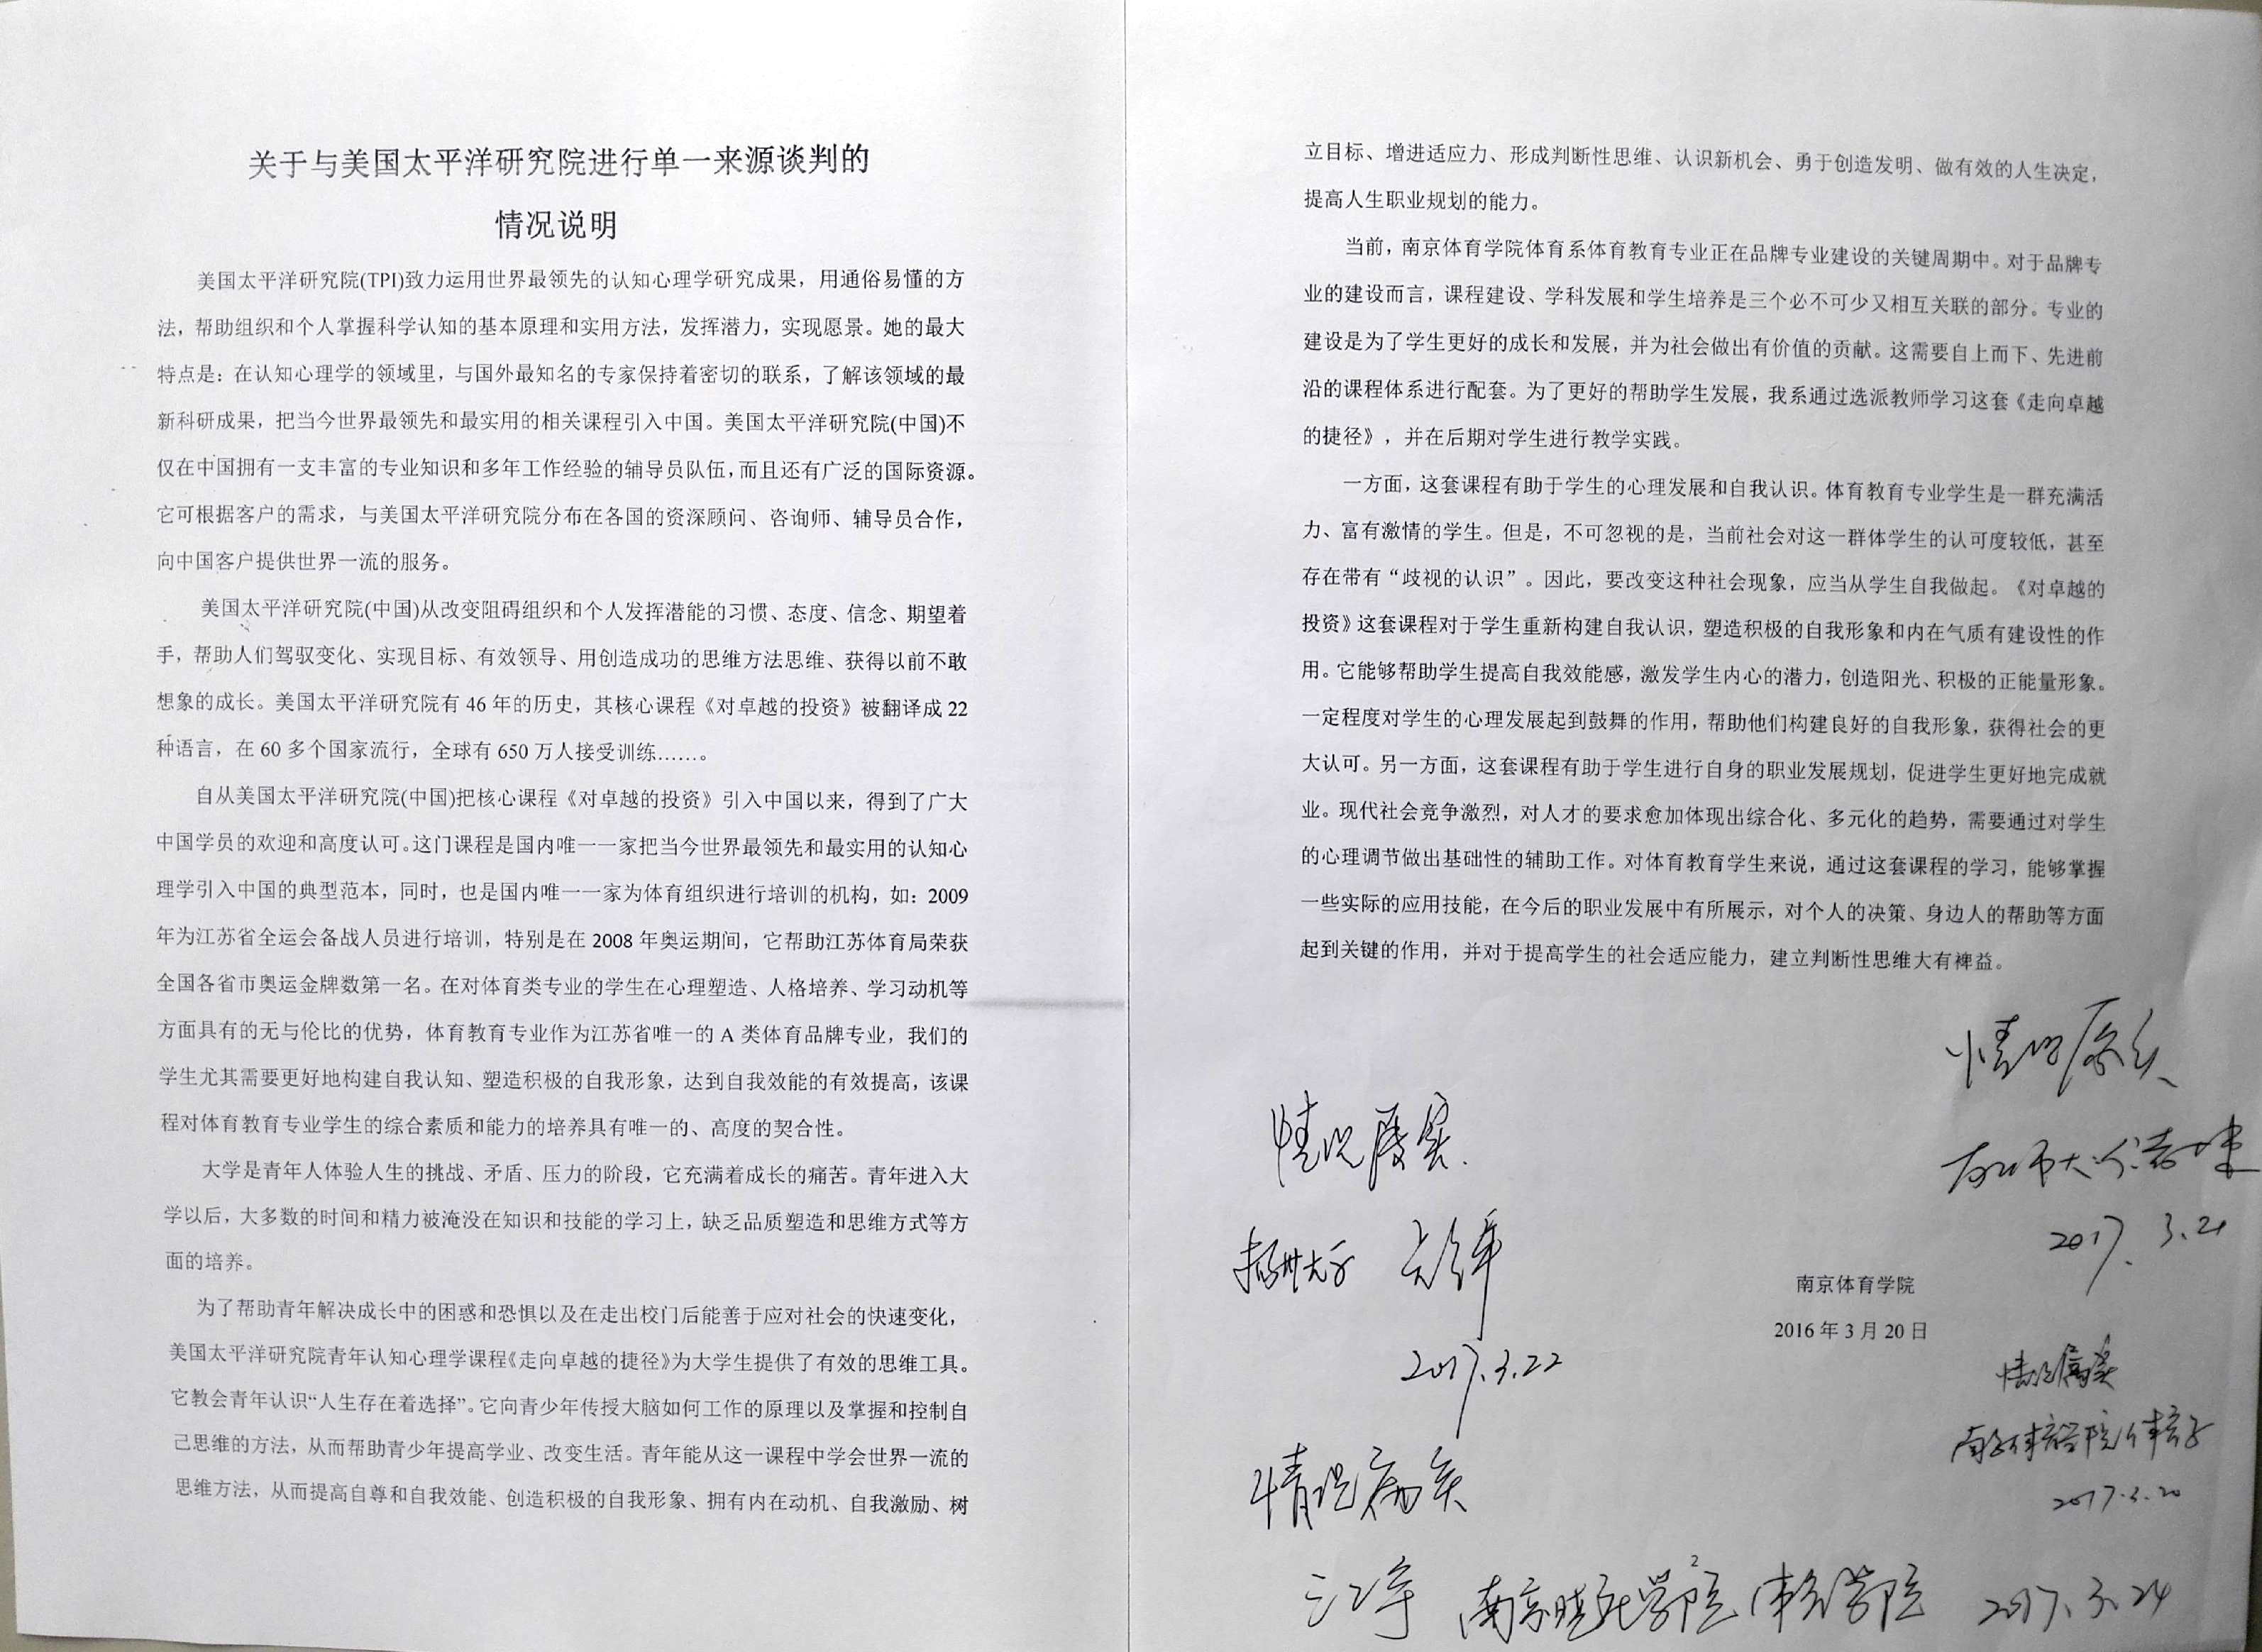 关于与美国太平洋研究院进行单一来源谈判的
情况说明
美国太平洋研究院(TPI)致力运用世界最领先的认知心理学研究成果，用通俗易懂的方
法，帮助组织和个人掌握科学认知的基本原理和实用方法，发挥潜力，实现愿景。她的最大
特点是：在认知心理学的领域里，与国外最知名的专家保持着密切的联系，了解该领域的最
新科研成果，把当今世界最领先和最实用的相关课程引入中国。美国太平洋研究院(中国)不
仅在中国拥有一支丰富的专业知识和多年工作经验的辅导员队伍，而且还有广泛的国际资源。
它可根据客户的需求，与美国太平洋研究院分布在各国的资深顾问、咨询师、辅导员合作，
向中国客户提供世界一流的服务。
美国太平洋研究院(中国)从改变阻碍组织和个人发挥潜能的习惯、态度、信念、期望着
手，帮助人们驾驭变化、实现目标、有效领导、用创造成功的思维方法思维、获得以前不敢
想象的成长。美国太平洋研究院有 46 年的历史，其核心课程《对卓越的投资》被翻译成 22
种语言，在 60 多个国家流行，全球有 650 万人接受训练……。
自从美国太平洋研究院(中国)把核心课程《对卓越的投资》引入中国以来，得到了广大
中国学员的欢迎和高度认可。这门课程是国内唯一一家把当今世界最领先和最实用的认知心
理学引入中国的典型范本，同时，也是国内唯一一家为体育组织进行培训的机构，如：2009
年为江苏省全运会备战人员进行培训，特别是在 2008 年奥运期间，它帮助江苏体育局荣获
全国各省市奥运金牌数第一名。在对体育类专业的学生在心理塑造、人格培养、学习动机等
方面具有的无与伦比的优势，体育教育专业作为江苏省唯一的 A 类体育品牌专业，我们的
学生尤其需要更好地构建自我认知、塑造积极的自我形象，达到自我效能的有效提高，该课
程对体育教育专业学生的综合素质和能力的培养具有唯一的、高度的契合性。
大学是青年人体验人生的挑战、矛盾、压力的阶段，它充满着成长的痛苦。青年进入大
学以后，大多数的时间和精力被淹没在知识和技能的学习上，缺乏品质塑造和思维方式等方
面的培养。
为了帮助青年解决成长中的困惑和恐惧以及在走出校门后能善于应对社会的快速变化，
美国太平洋研究院青年认知心理学课程《走向卓越的捷径》为大学生提供了有效的思维工具。
它教会青年认识“人生存在着选择”。它向青少年传授大脑如何工作的原理以及掌握和控制自
己思维的方法，从而帮助青少年提高学业、改变生活。青年能从这一课程中学会世界一流的
思维方法，从而提高自尊和自我效能、创造积极的自我形象、拥有内在动机、自我激励、树
立目标、增进适应力、形成判断性思维、认识新机会、勇于创造发明、做有效的人生决定，
提高人生职业规划的能力。
当前，南京体育学院体育系体育教育专业正在品牌专业建设的关键周期中。对于品牌专
业的建设而言，课程建设、学科发展和学生培养是三个必不可少又相互关联的部分。专业的
建设是为了学生更好的成长和发展，并为社会做出有价值的贡献。这需要自上而下、先进前
沿的课程体系进行配套。为了更好的帮助学生发展，我系通过选派教师学习这套《走向卓越
的捷径》，并在后期对学生进行教学实践。
一方面，这套课程有助于学生的心理发展和自我认识。体育教育专业学生是一群充满活
力、富有激情的学生。但是，不可忽视的是，当前社会对这一群体学生的认可度较低，甚至
存在带有“歧视的认识”。因此，要改变这种社会现象，应当从学生自我做起。《对卓越的
投资》这套课程对于学生重新构建自我认识，塑造积极的自我形象和内在气质有建设性的作
用。它能够帮助学生提高自我效能感，激发学生内心的潜力，创造阳光、积极的正能量形象。
一定程度对学生的心理发展起到鼓舞的作用，帮助他们构建良好的自我形象，获得社会的更
大认可。另一方面，这套课程有助于学生进行自身的职业发展规划，促进学生更好地完成就
业。现代社会竞争激烈，对人才的要求愈加体现出综合化、多元化的趋势，需要通过对学生
的心理调节做出基础性的辅助工作。对体育教育学生来说，通过这套课程的学习，能够掌握
一些实际的应用技能，在今后的职业发展中有所展示，对个人的决策、身边人的帮助等方面
起到关键的作用，并对于提高学生的社会适应能力，建立判断性思维大有裨益。
情况属实
南师大
2017.3.21
情况属实.
扬州大学
2017.3.22
南京体育学院
2016 年 3 月 20 日
情况属实
南京体育学院体育系
2017.3.20
情况属实
2
南京晓庄学院 体育学院 2017.3.24